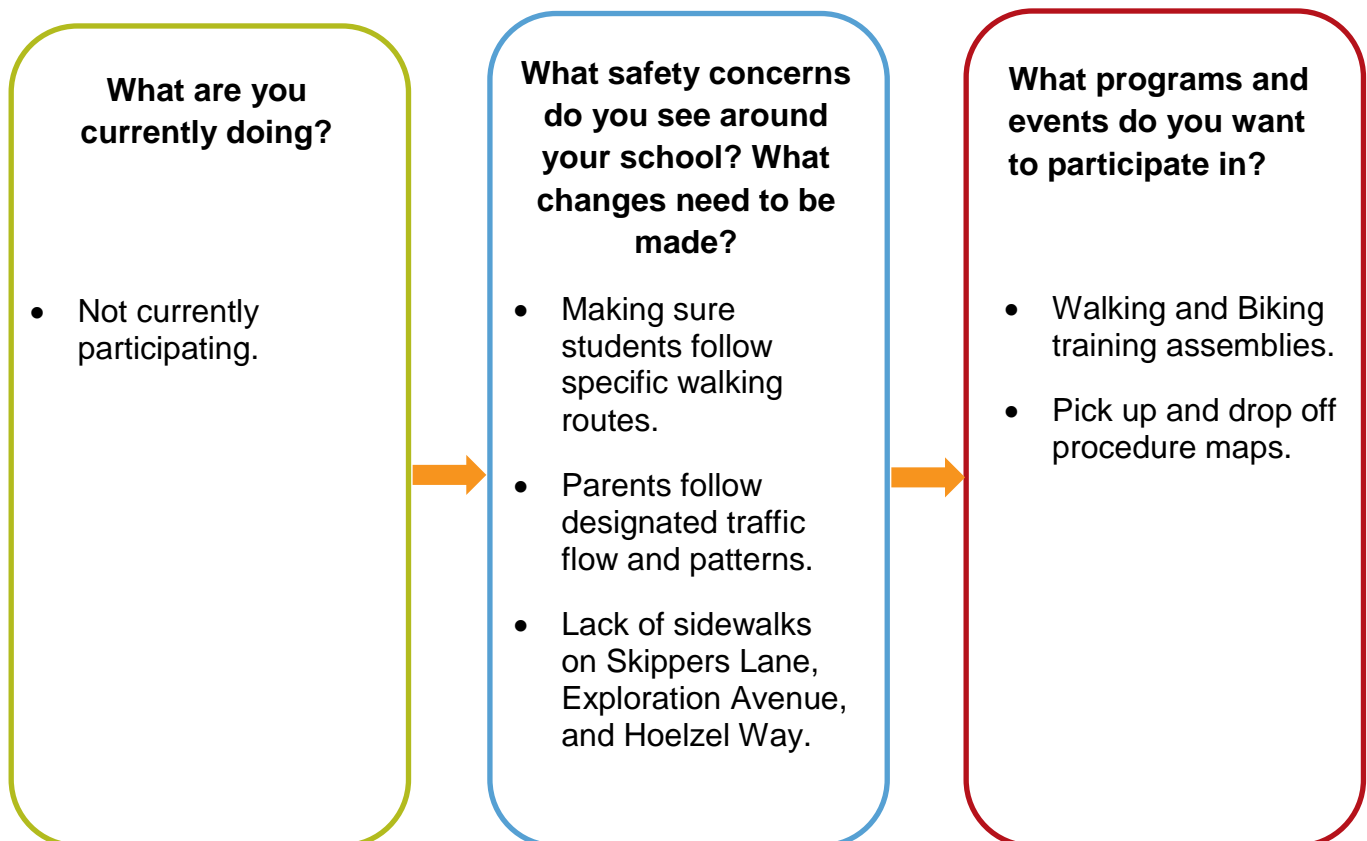 What are you
currently doing?
• Not currently
participating.
What safety concerns
do you see around
your school? What
changes need to be
made?
• Making sure
students follow
specific walking
routes.
• Parents follow
designated traffic
flow and patterns.
• Lack of sidewalks
on Skippers Lane,
Exploration Avenue,
and Hoelzel Way.
What programs and
events do you want
to participate in?
• Walking and Biking
training assemblies.
• Pick up and drop off
procedure maps.